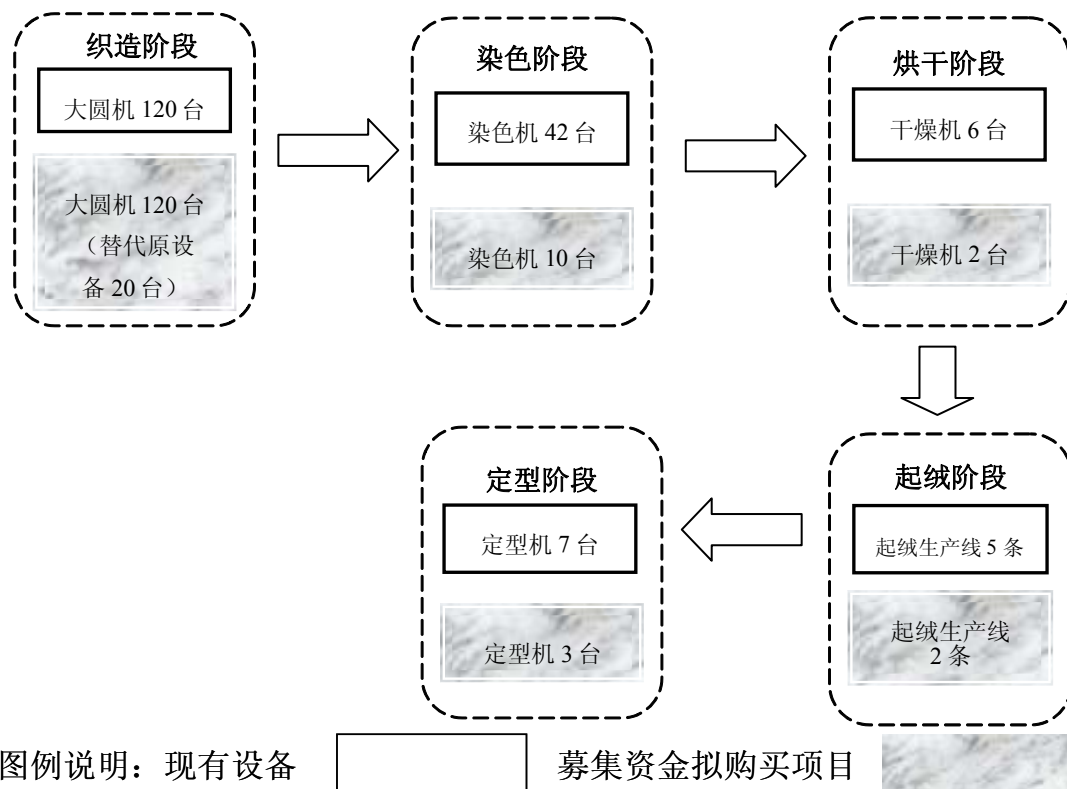 织造阶段
大圆机 120 台
大圆机 120 台
（替代原设
备 20 台）
染色阶段
染色机 42 台
染色机 10 台
烘干阶段
干燥机 6 台
干燥机 2 台
定型阶段
定型机 7 台
定型机 3 台
起绒阶段
起绒生产线 5 条
起绒生产线
2 条
图例说明：现有设备
募集资金拟购买项目